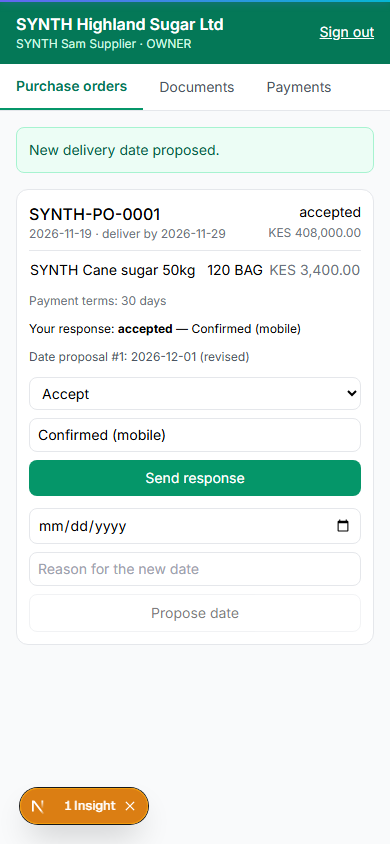 SYNTH Highland Sugar Ltd
SYNTH Sam Supplier · OWNER
Sign out
Purchase orders Documents Payments
New delivery date proposed.
SYNTH-PO-0001 accepted
2026-11-19 · deliver by 2026-11-29 KES 408,000.00
SYNTH Cane sugar 50kg 120 BAG KES 3,400.00
Payment terms: 30 days
Your response: accepted — Confirmed (mobile)
Date proposal #1: 2026-12-01 (revised)
Accept
Confirmed (mobile)
Send response
mm/dd/yyyy
Reason for the new date
Propose date
N 1 Insight ×